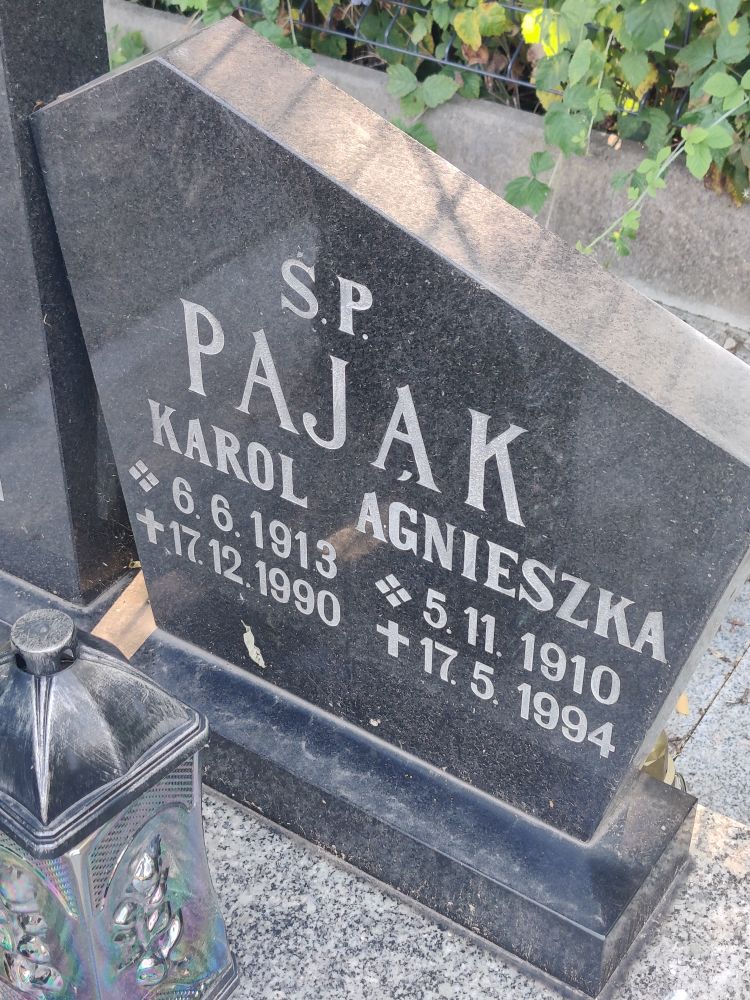 Ś.P.
PAJĄK
KAROL
6.6.1913
17.12.1990
AGNIESZKA
5.11.1910
17.5.1994